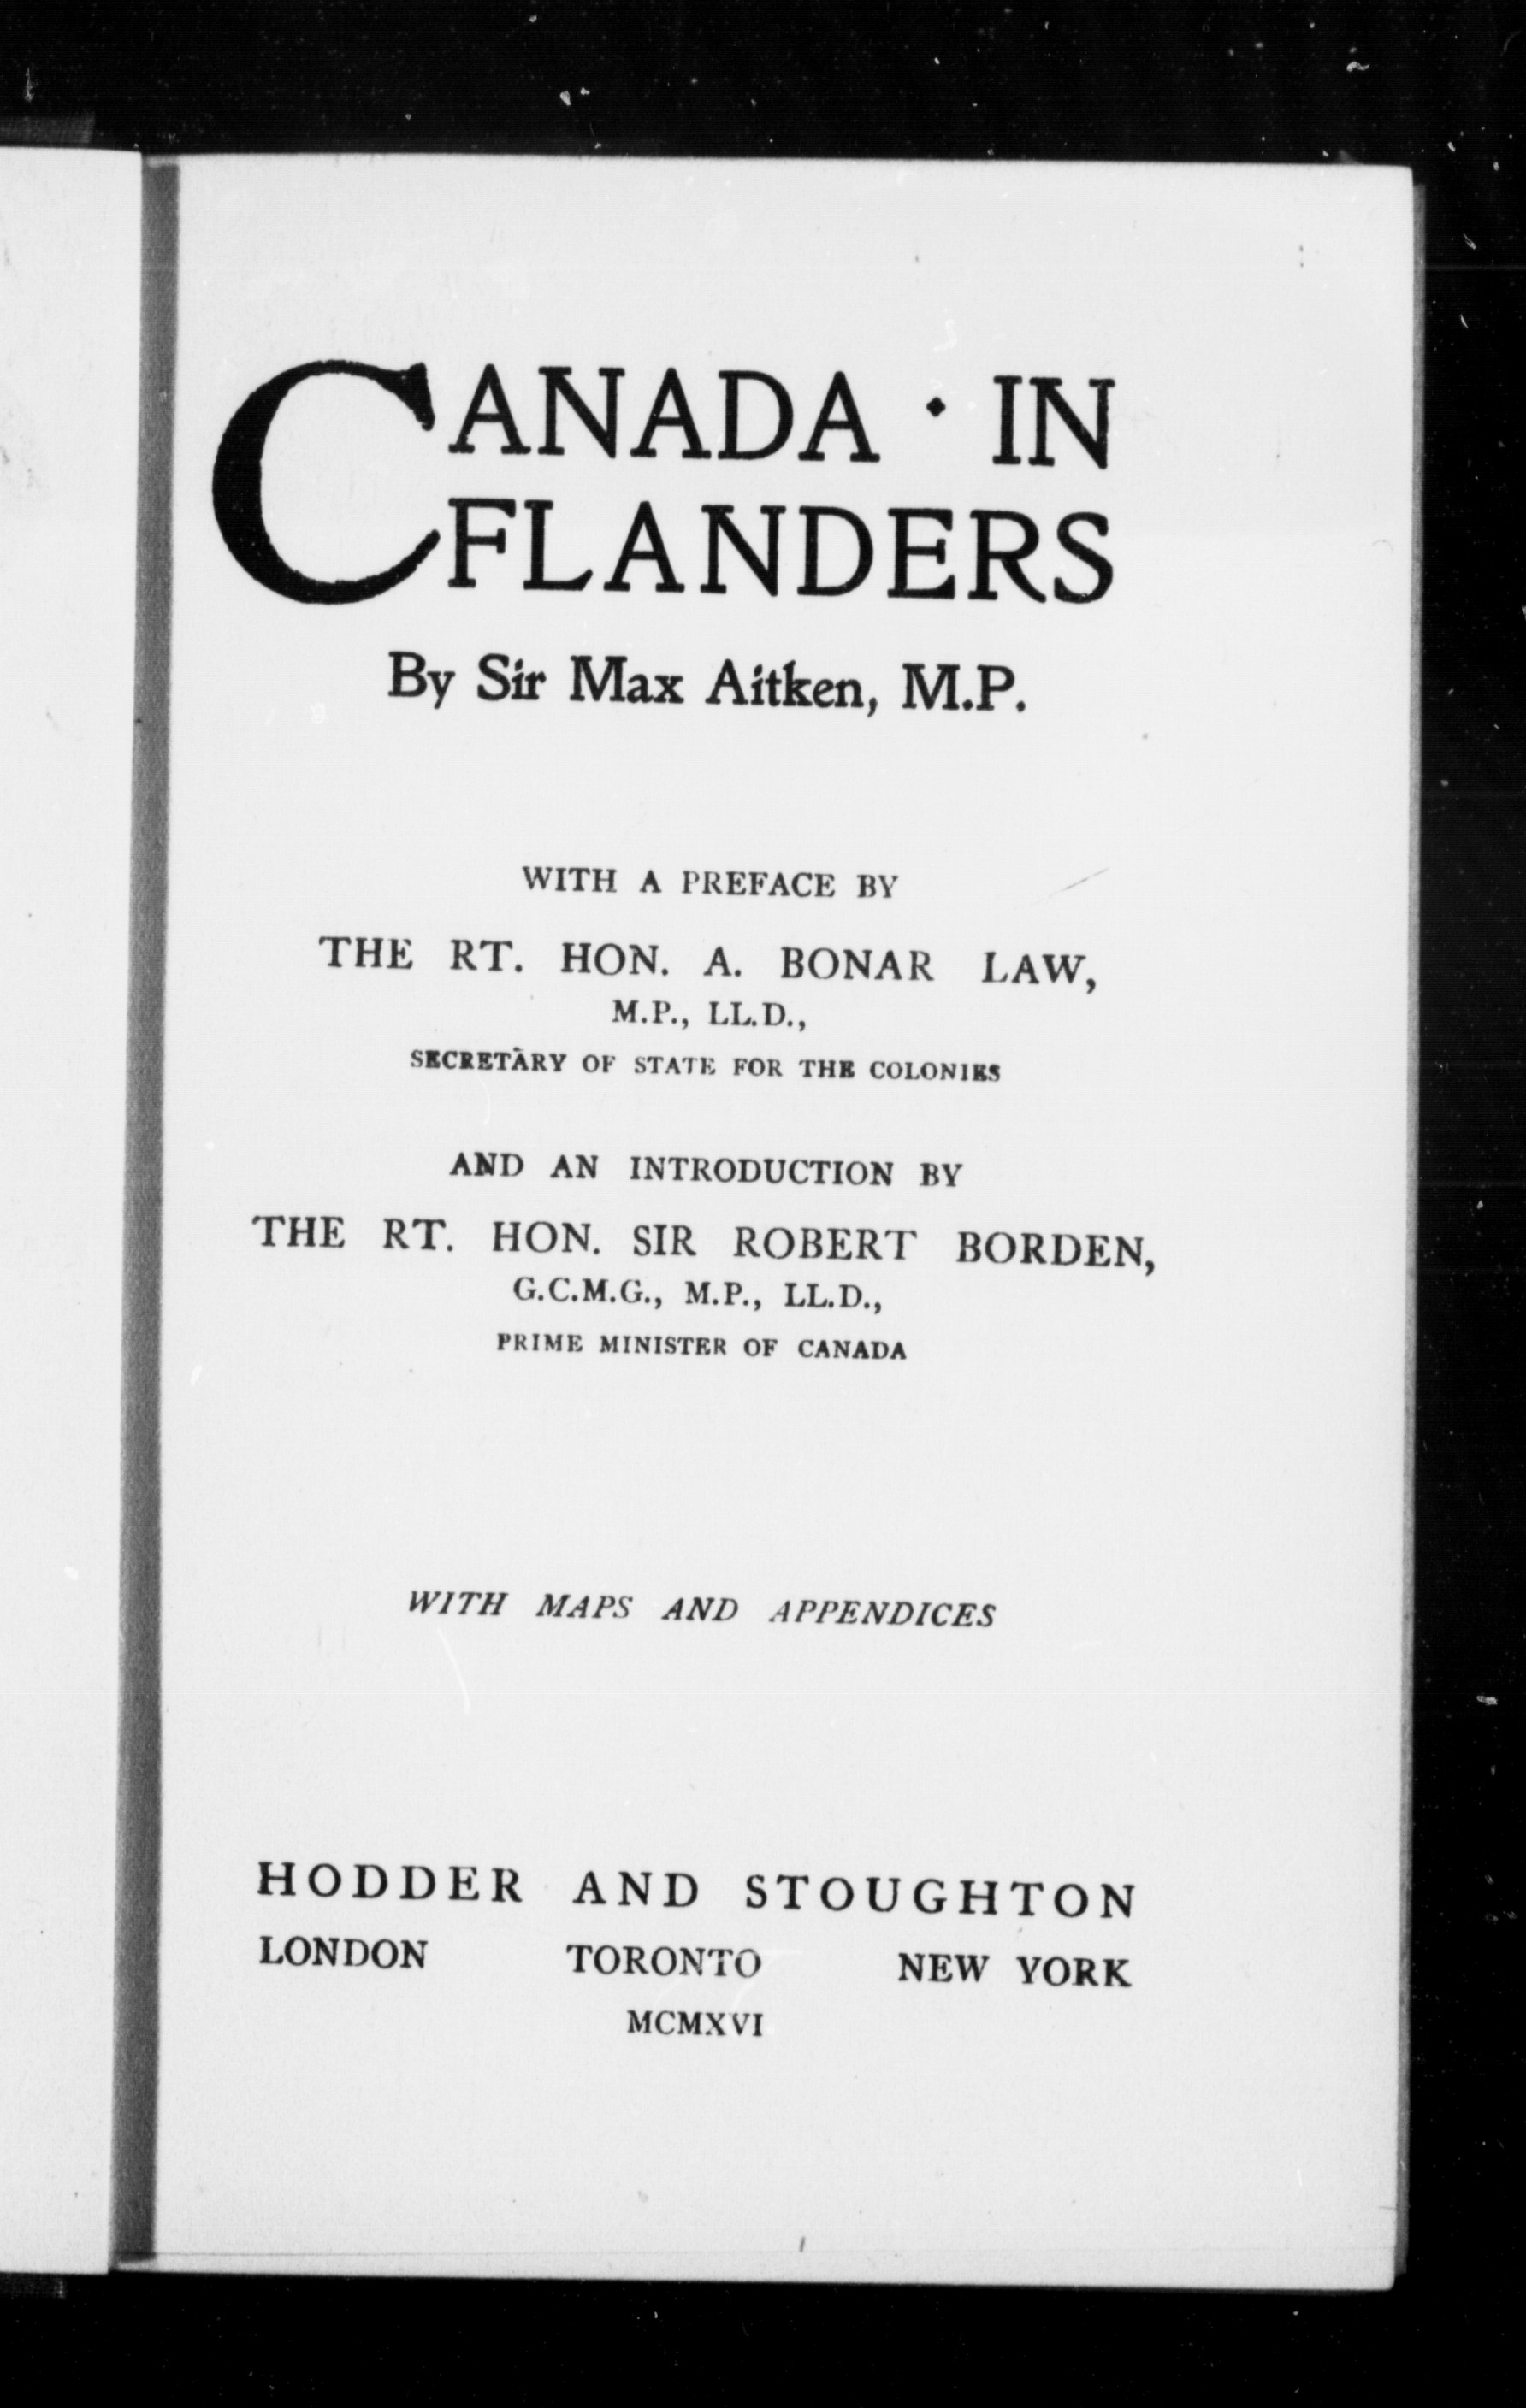 CANADA · IN
FLANDERS
By Sir Max Aitken, M.P.
WITH A PREFACE BY
THE RT. HON. A. BONAR LAW,
M.P., LL.D.,
SECRETARY OF STATE FOR THE COLONIES
AND AN INTRODUCTION BY
THE RT. HON. SIR ROBERT BORDEN,
G.C.M.G., M.P., LL.D.,
PRIME MINISTER OF CANADA
WITH MAPS AND APPENDICES
HODDER AND STOUGHTON
LONDON TORONTO NEW YORK
MCMXVI